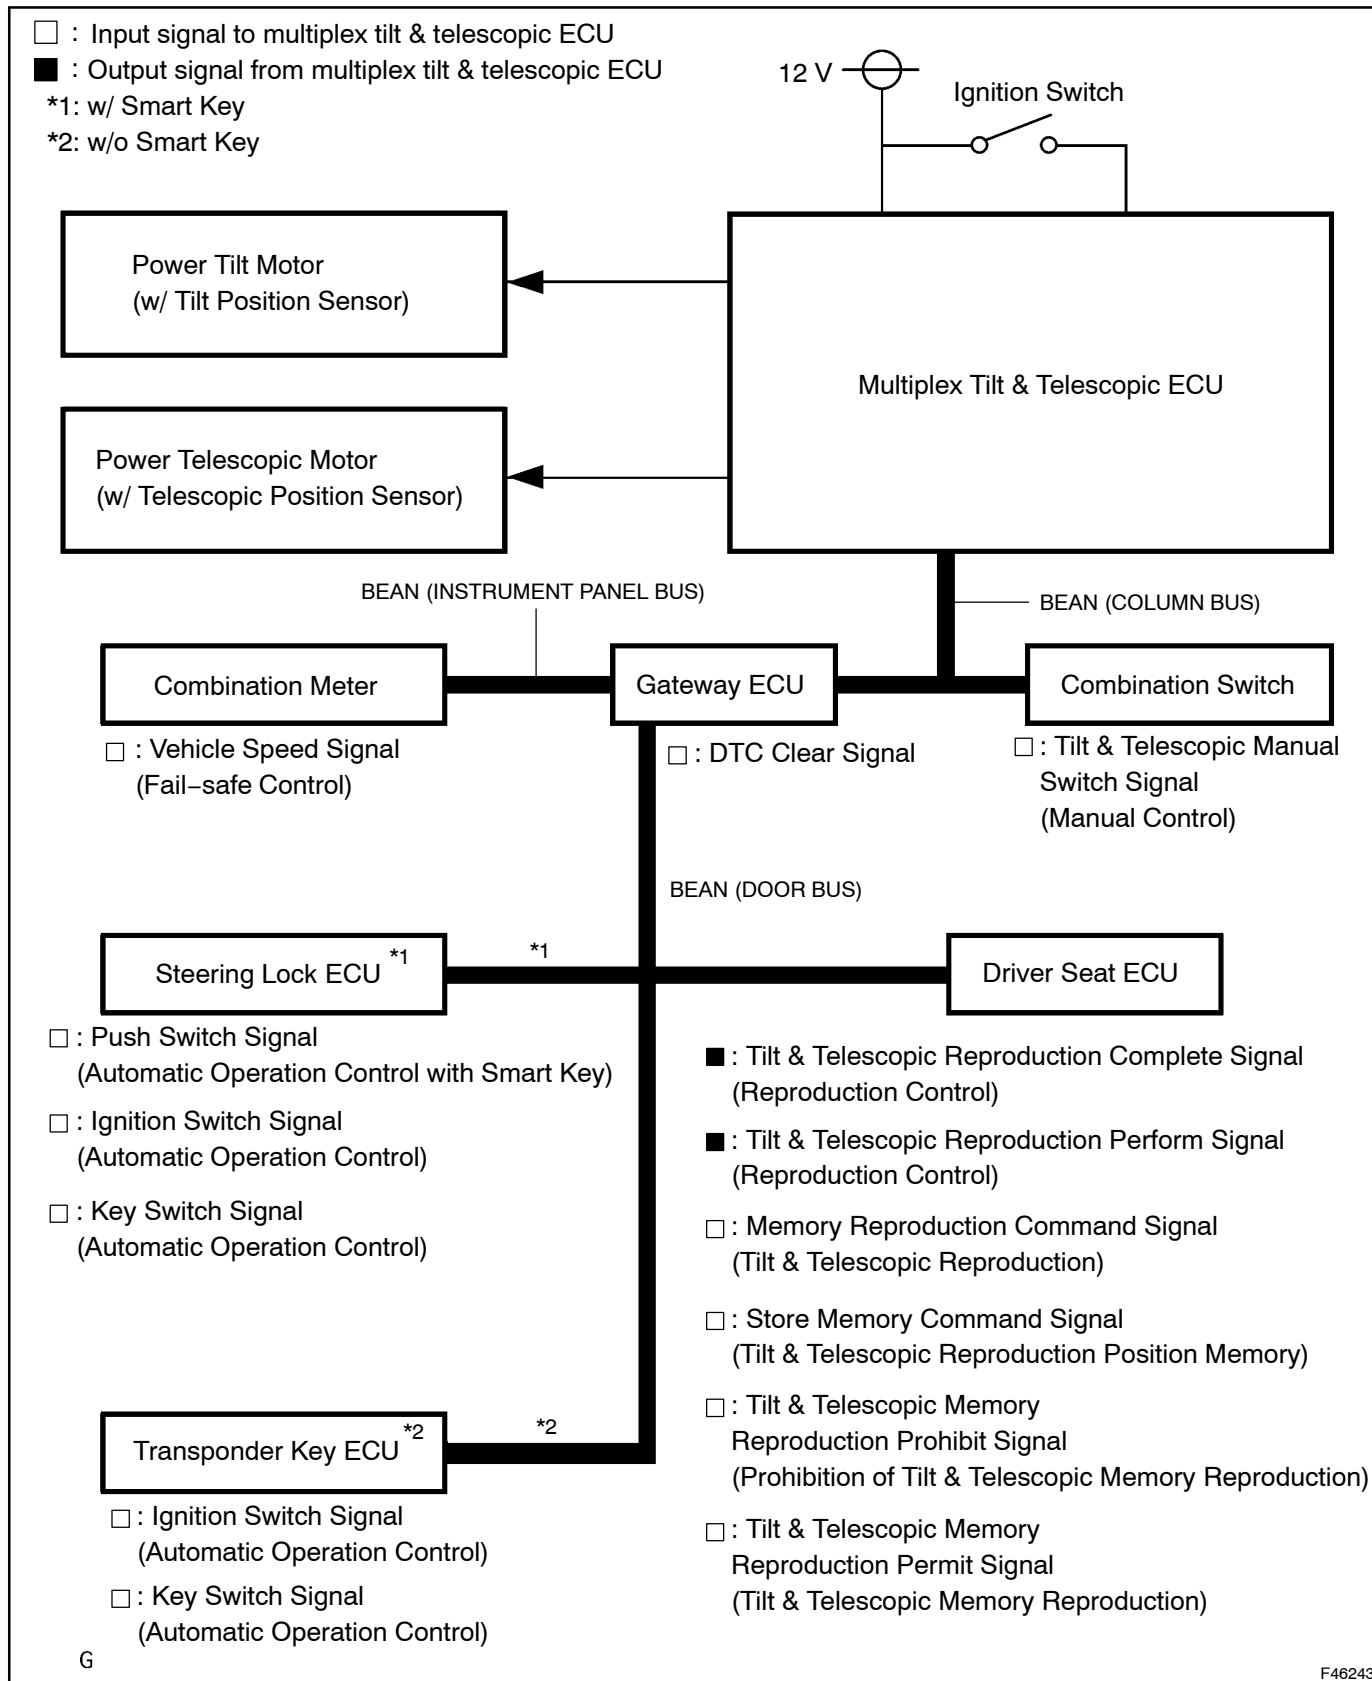 □ : Input signal to multiplex tilt & telescopic ECU
■ : Output signal from multiplex tilt & telescopic ECU
*1: w/ Smart Key
*2: w/o Smart Key
12 V
Ignition Switch
Power Tilt Motor
(w/ Tilt Position Sensor)
Multiplex Tilt & Telescopic ECU
Power Telescopic Motor
(w/ Telescopic Position Sensor)
BEAN (INSTRUMENT PANEL BUS)
BEAN (COLUMN BUS)
Combination Meter
Gateway ECU
Combination Switch
□ : Vehicle Speed Signal
(Fail−safe Control)
□ : DTC Clear Signal
□ : Tilt & Telescopic Manual
Switch Signal
(Manual Control)
BEAN (DOOR BUS)
Steering Lock ECU *1
*1
Driver Seat ECU
□ : Push Switch Signal
(Automatic Operation Control with Smart Key)
□ : Ignition Switch Signal
(Automatic Operation Control)
□ : Key Switch Signal
(Automatic Operation Control)
■ : Tilt & Telescopic Reproduction Complete Signal
(Reproduction Control)
■ : Tilt & Telescopic Reproduction Perform Signal
(Reproduction Control)
□ : Memory Reproduction Command Signal
(Tilt & Telescopic Reproduction)
□ : Store Memory Command Signal
(Tilt & Telescopic Reproduction Position Memory)
□ : Tilt & Telescopic Memory
Reproduction Prohibit Signal
(Prohibition of Tilt & Telescopic Memory Reproduction)
□ : Tilt & Telescopic Memory
Reproduction Permit Signal
(Tilt & Telescopic Memory Reproduction)
Transponder Key ECU *2
*2
□ : Ignition Switch Signal
(Automatic Operation Control)
□ : Key Switch Signal
(Automatic Operation Control)
G
F46243